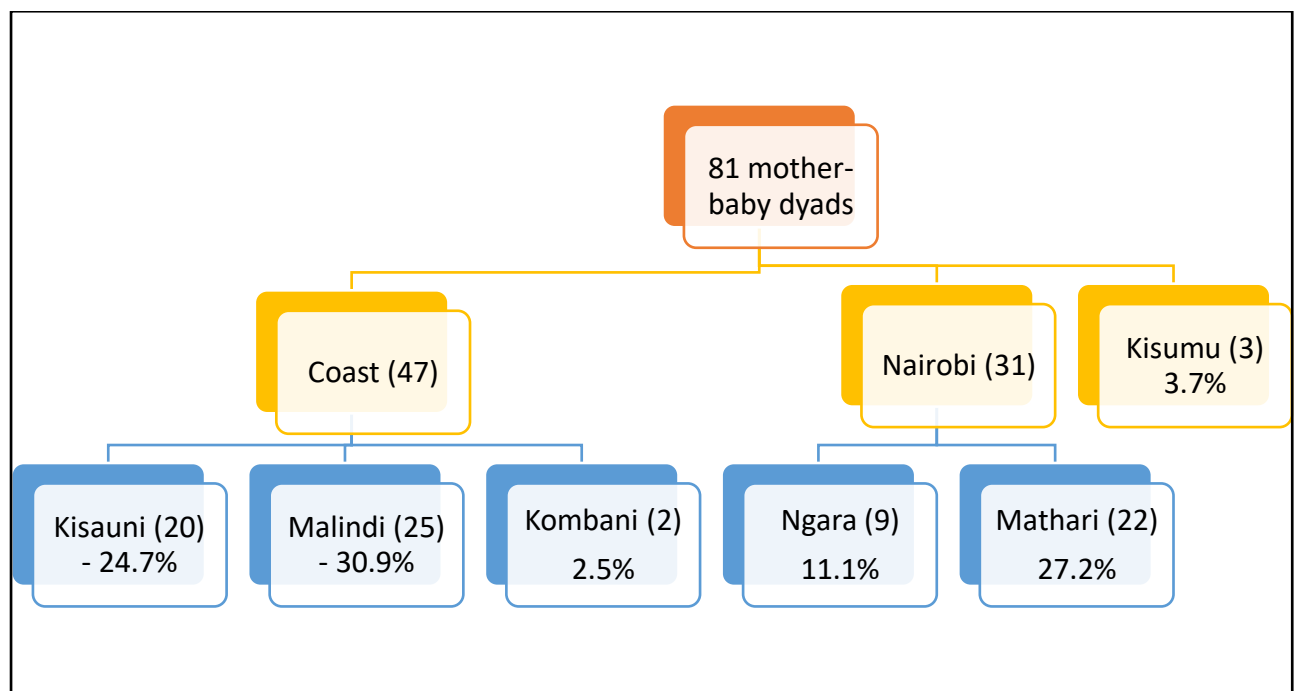 81 mother-
baby dyads
Coast (47)
Nairobi (31)
Kisumu (3)
3.7%
Kisauni (20)
- 24.7%
Malindi (25)
- 30.9%
Kombani (2)
2.5%
Ngara (9)
11.1%
Mathari (22)
27.2%